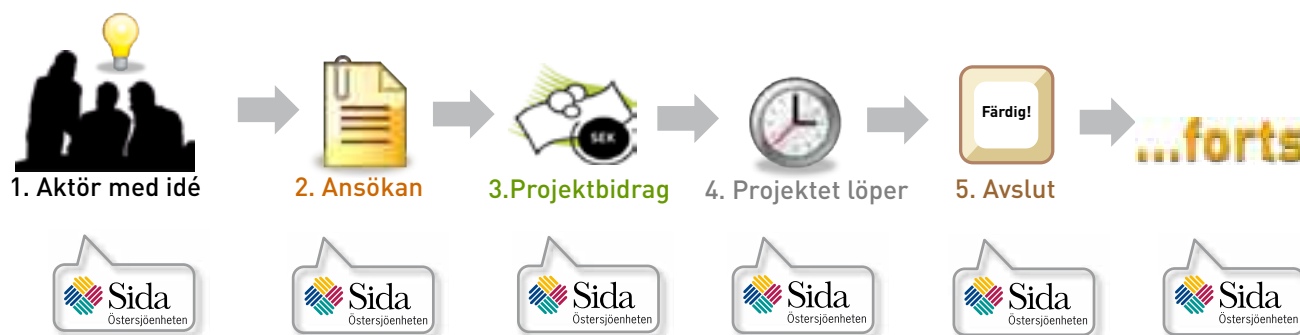 Färdig!
SEK
...forts
1. Aktör med idé
2. Ansökan
3.Projektbidrag
4. Projektet löper
5. Avslut
Sida
Östersjöenheten
Sida
Östersjöenheten
Sida
Östersjöenheten
Sida
Östersjöenheten
Sida
Östersjöenheten
Sida
Östersjöenheten